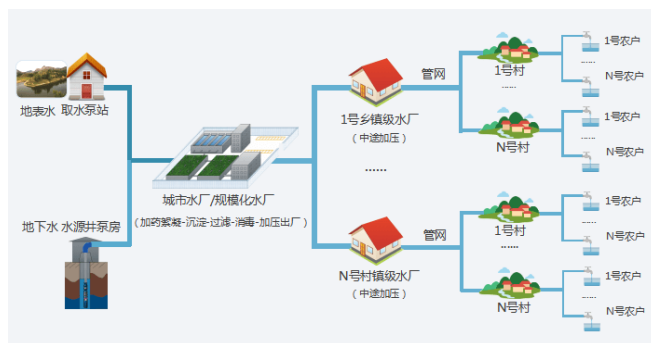 地表水 取水泵站
地下水 水源井泵房
城市水厂/规模化水厂
（加药絮凝-沉淀-过滤-消毒-加压出厂）
1号乡镇级水厂
（中途加压）
……
N号村镇级水厂
（中途加压）
管网
1号村
……
N号村
1号农户
……
N号农户
1号农户
……
N号农户
管网
1号村
……
N号村
1号农户
……
N号农户
1号农户
……
N号农户